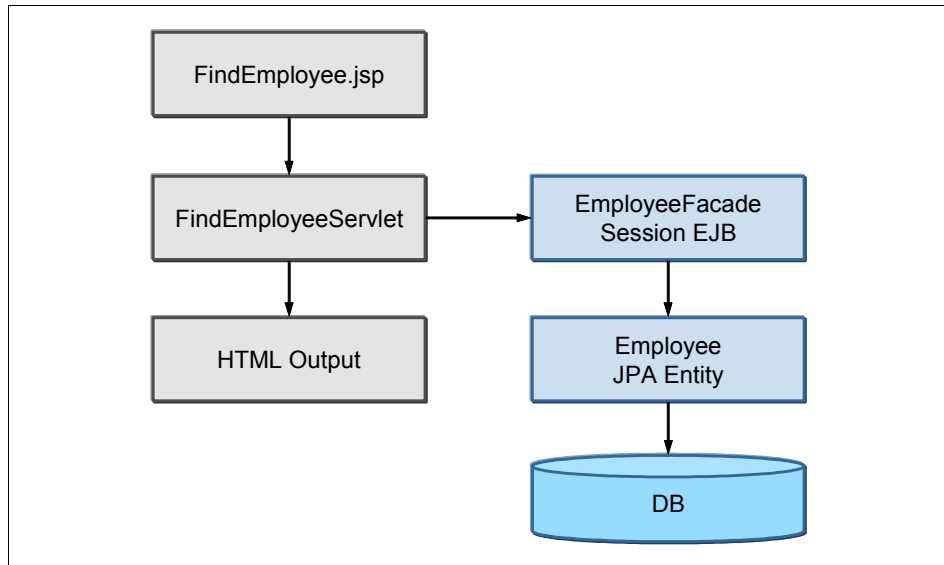 FindEmployee.jsp
FindEmployeeServlet
EmployeeFacade
Session EJB
HTML Output
Employee
JPA Entity
DB